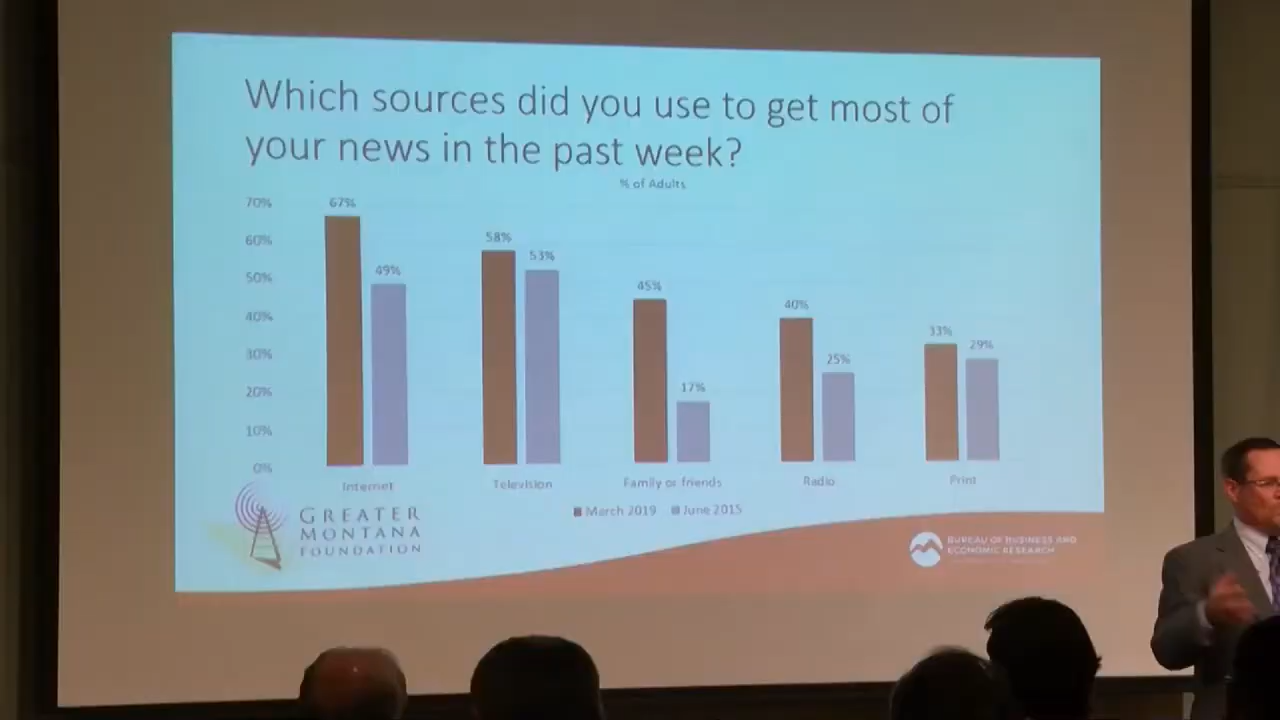 Which sources did you use to get most of
your news in the past week?
% of Adults
70%
60%
50%
40%
30%
20%
10%
0%
67%
49%
58%
53%
45%
17%
40%
25%
33%
29%
Internet
Television
Family or friends
Radio
Print
March 2019
June 2015
GREATER
MONTANA
FOUNDATION
BUREAU OF BUSINESS AND
ECONOMIC RESEARCH